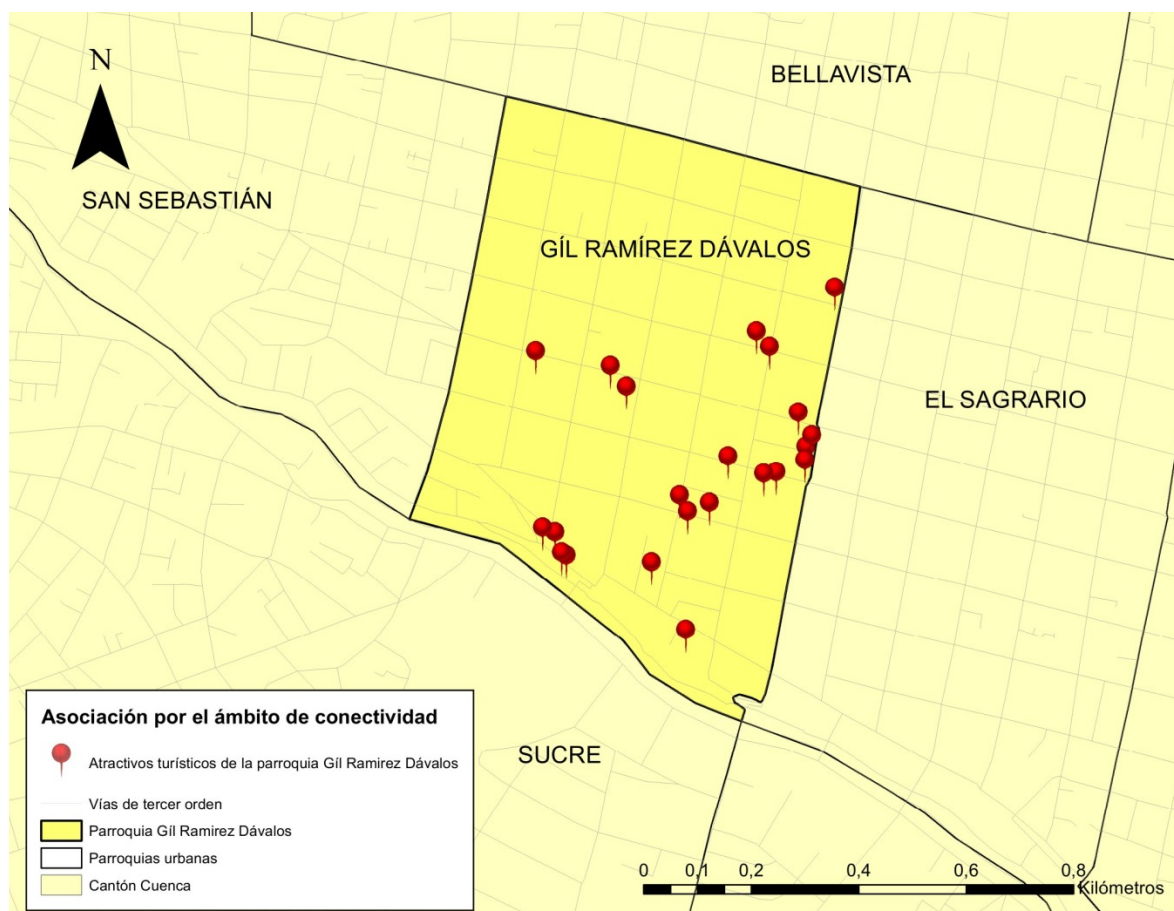 BELLAVISTA
N
SAN SEBASTIÁN
GÍL RAMÍREZ DÁVALOS
EL SAGRARIO
SUCRE
Asociación por el ámbito de conectividad
Atractivos turísticos de la parroquia Gíl Ramirez Dávalos
Vías de tercer orden
Parroquia Gíl Ramirez Dávalos
Parroquias urbanas
Cantón Cuenca
0 0,1 0,2 0,4 0,6 0,8
Kilómetros